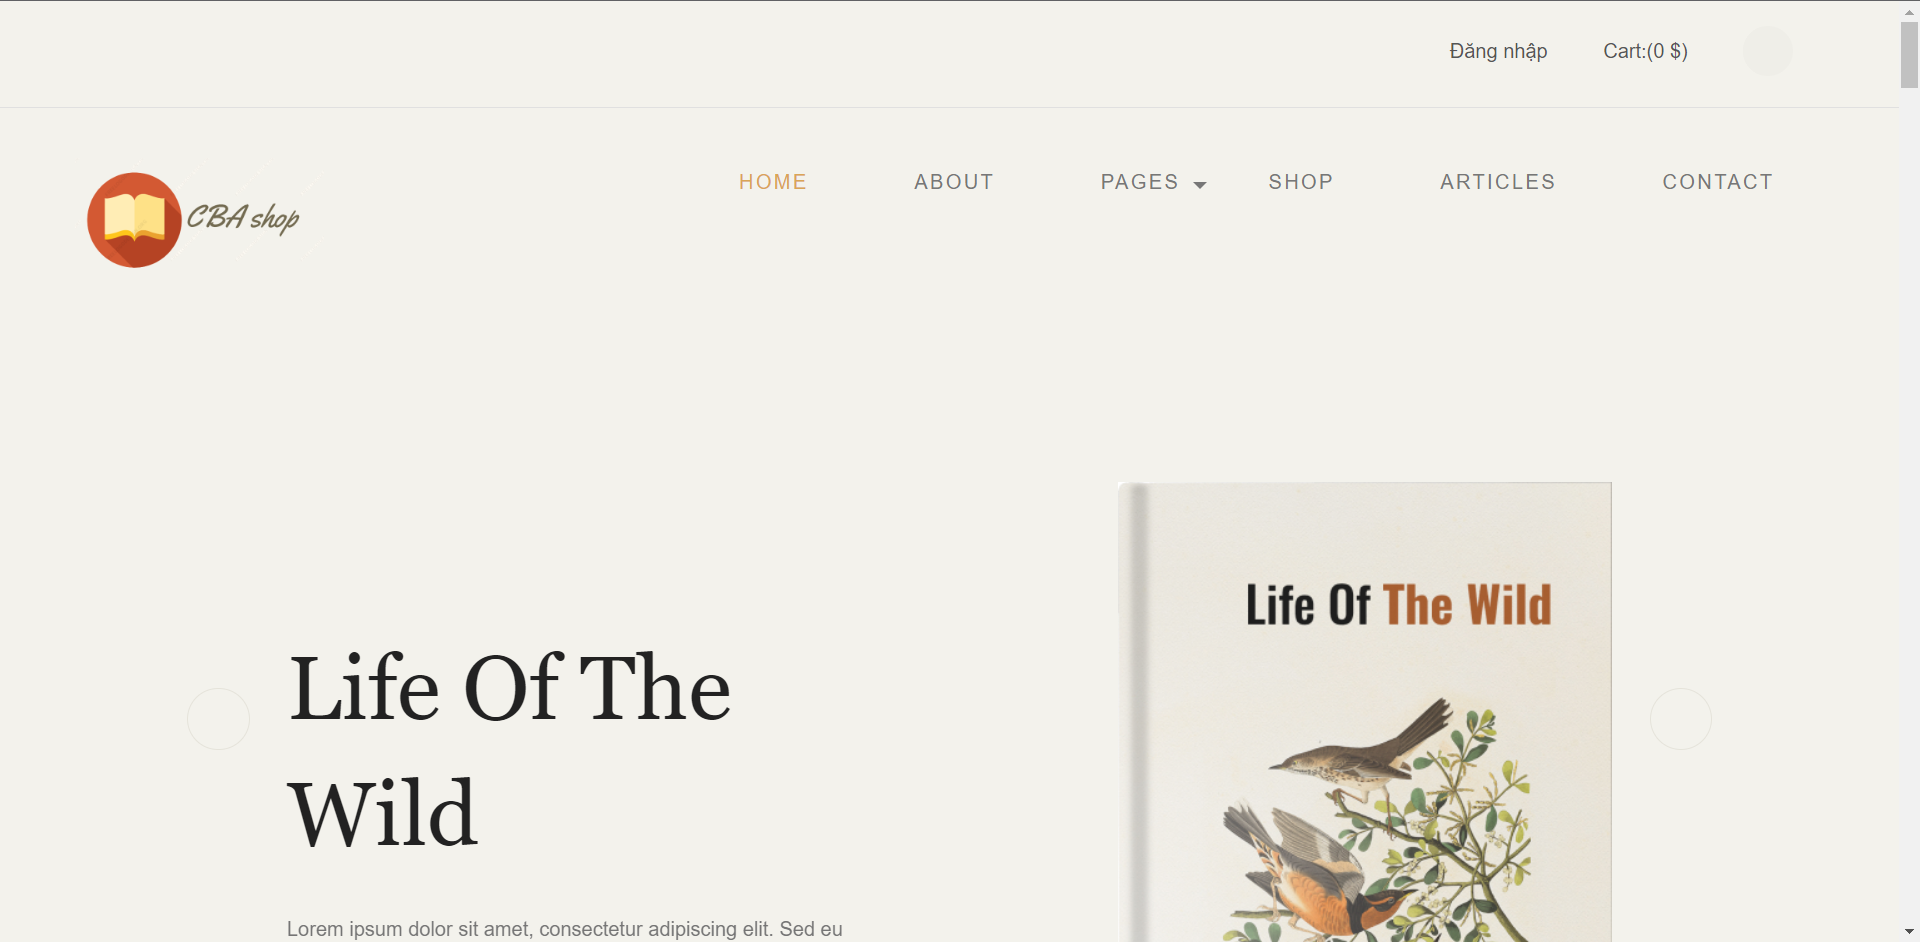 Đăng nhập
Cart:(0 $)
CBA shop
HOME
ABOUT
PAGES
SHOP
ARTICLES
CONTACT
Life Of The Wild
Life Of The
Wild
Lorem ipsum dolor sit amet, consectetur adipiscing elit. Sed eu